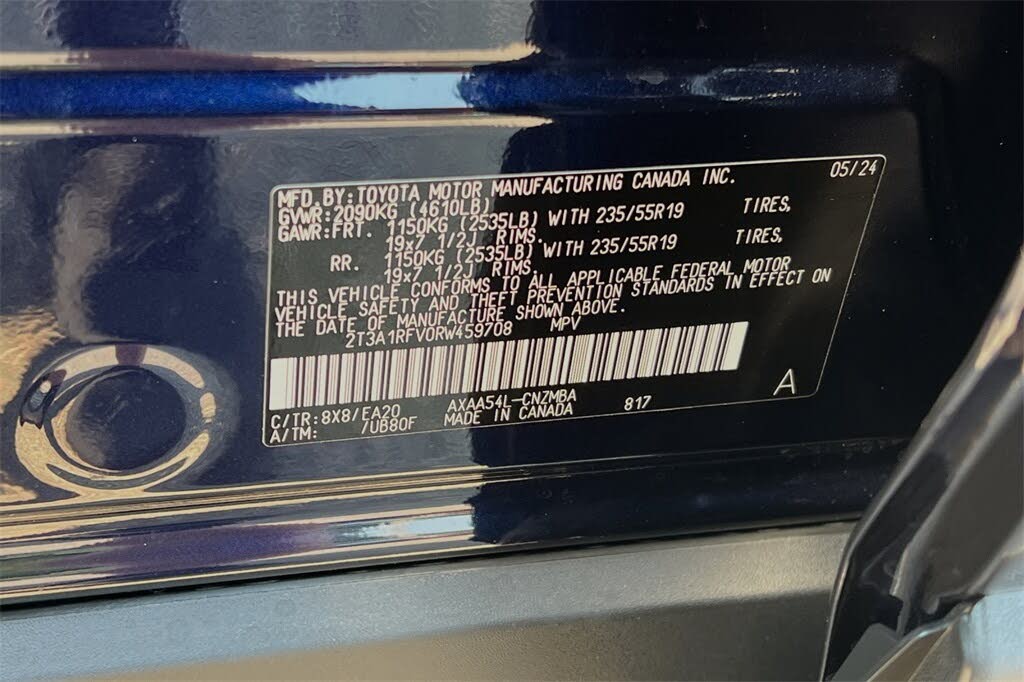 MFD. BY: TOYOTA MOTOR MANUFACTURING CANADA INC. 05/24
GVWR: 2090KG (4610LB)
GAWR: FRT. 1150KG (2535LB) WITH 235/55R19 TIRES,
19x7 1/2J RIMS.
RR. 1150KG (2535LB) WITH 235/55R19 TIRES,
19x7 1/2J RIMS.
THIS VEHICLE CONFORMS TO ALL APPLICABLE FEDERAL MOTOR
VEHICLE SAFETY AND THEFT PREVENTION STANDARDS IN EFFECT ON
THE DATE OF MANUFACTURE SHOWN ABOVE.
2T3A1RFV0RW459708 MPV
C/TR: 8X8/EA20 AXAA54L-CNZMBA 817 A
A/TM: /UB80F MADE IN CANADA